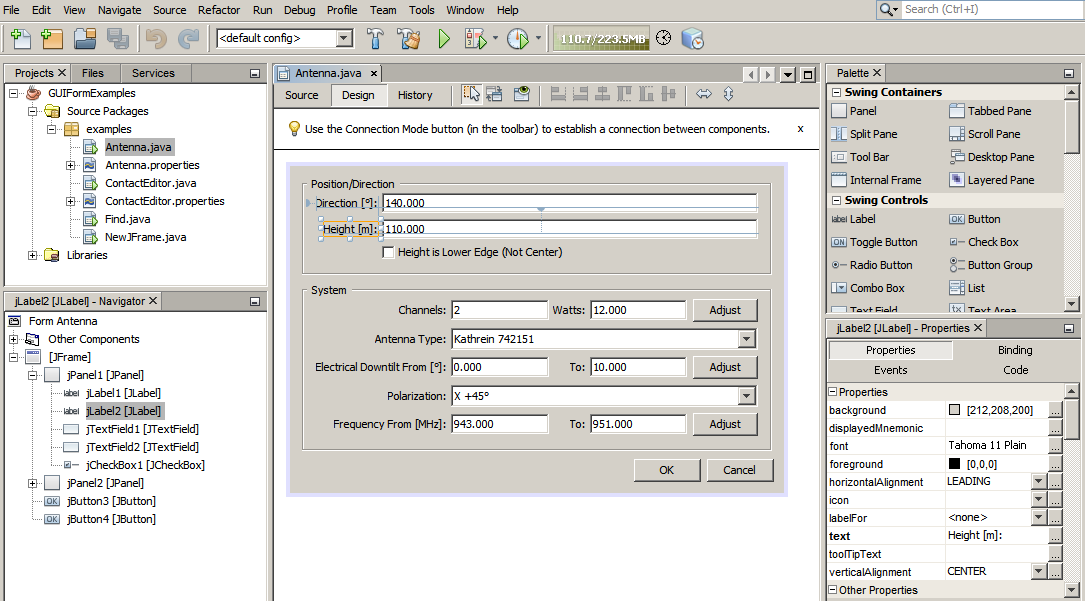 File Edit View Navigate Source Refactor Run Debug Profile Team Tools Window Help
Search (Ctrl+I)
<default config>
110.7/223.5MB
Projects Files Services
GUIFormExamples
Source Packages
examples
Antenna.java
Antenna.properties
ContactEditor.java
ContactEditor.properties
Find.java
NewJFrame.java
Libraries
jLabel2 [JLabel] - Navigator
Form Antenna
Other Components
[JFrame]
jPanel1 [JPanel]
label jLabel1 [JLabel]
label jLabel2 [JLabel]
jTextField1 [JTextField]
jTextField2 [JTextField]
jCheckBox1 [JCheckBox]
jPanel2 [JPanel]
OK jButton3 [JButton]
OK jButton4 [JButton]
Antenna.java
Source Design History
Use the Connection Mode button (in the toolbar) to establish a connection between components. x
Position/Direction
Direction [°]: 140.000
Height [m]: 110.000
Height is Lower Edge (Not Center)
System
Channels: 2 Watts: 12.000 Adjust
Antenna Type: Kathrein 742151
Electrical Downtilt From [°]: 0.000 To: 10.000 Adjust
Polarization: X +45°
Frequency From [MHz]: 943.000 To: 951.000 Adjust
OK Cancel
Palette
Swing Containers
Panel Tabbed Pane
Split Pane Scroll Pane
Tool Bar Desktop Pane
Internal Frame Layered Pane
Swing Controls
label Label OK Button
ON Toggle Button Check Box
Radio Button Button Group
Combo Box List
Text Field Text Area
jLabel2 [JLabel] - Properties
Properties Binding
Events Code
Properties
background [212,208,200] ...
displayedMnemonic ...
font Tahoma 11 Plain ...
foreground [0,0,0] ...
horizontalAlignment LEADING ...
icon ...
labelFor <none> ...
text Height [m]: ...
toolTipText ...
verticalAlignment CENTER ...
Other Properties